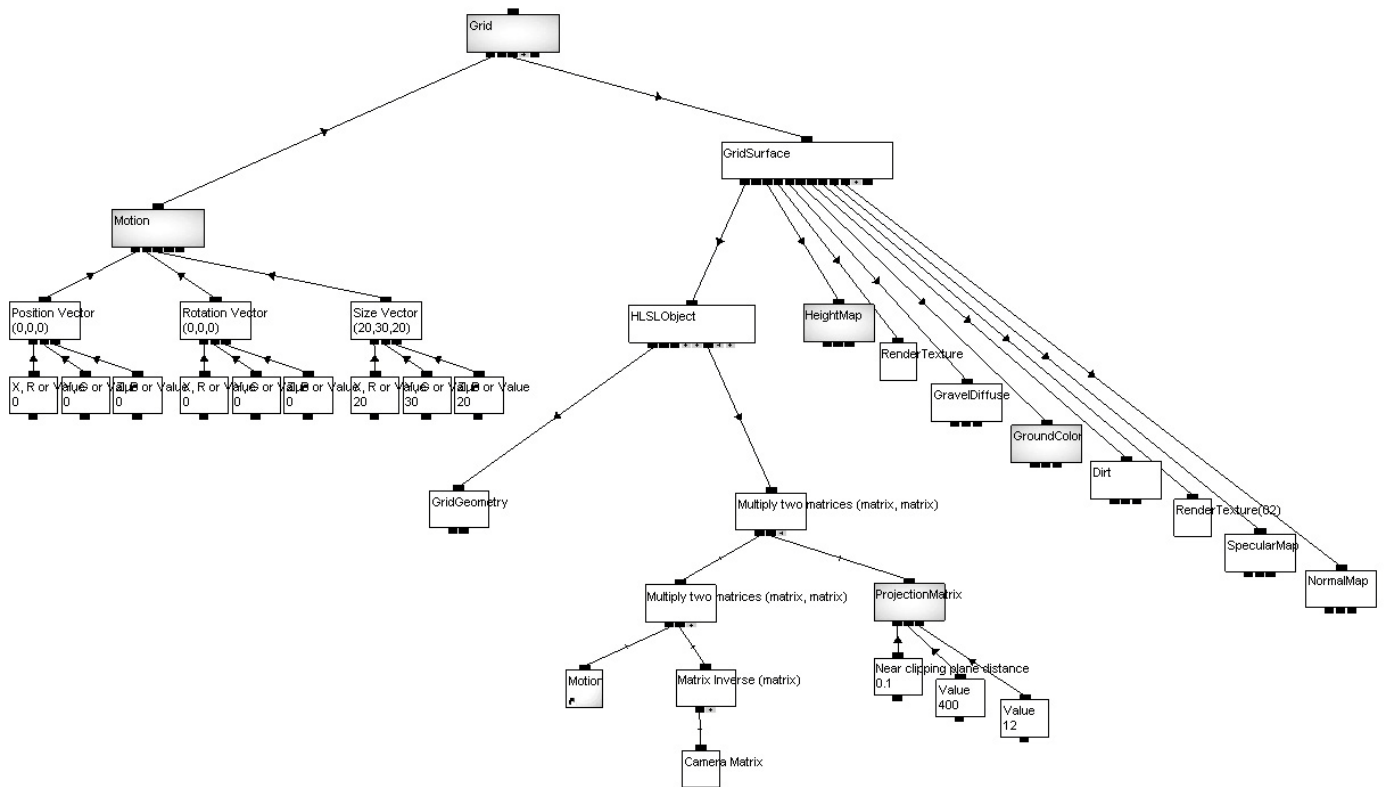 Grid
GridSurface
Motion
Position Vector
(0,0,0)
Rotation Vector
(0,0,0)
Size Vector
(20,30,20)
HLSLObject
HeightMap
RenderTexture
X, R or Value
0
0
0
X, R or Value
0
0
0
X, R or Value
20
30
20
GravelDiffuse
GroundColor
Dirt
GridGeometry
Multiply two matrices (matrix, matrix)
RenderTexture(02)
SpecularMap
NormalMap
Multiply two matrices (matrix, matrix)
ProjectionMatrix
Motion
Matrix Inverse (matrix)
Near clipping plane distance
0.1
Value
400
Value
12
Camera Matrix